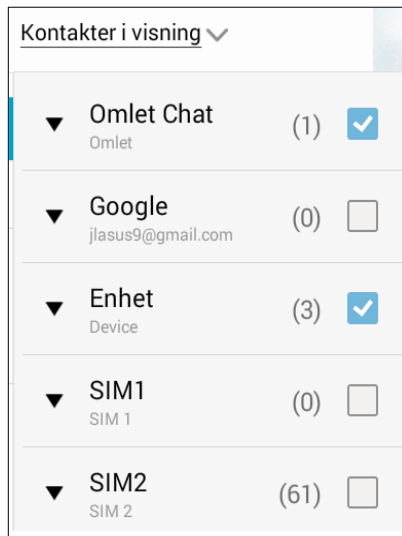 Kontakter i visning
Omlet Chat (1)
Omlet
Google (0)
jlasus9@gmail.com
Enhet (3)
Device
SIM1 (0)
SIM 1
SIM2 (61)
SIM 2